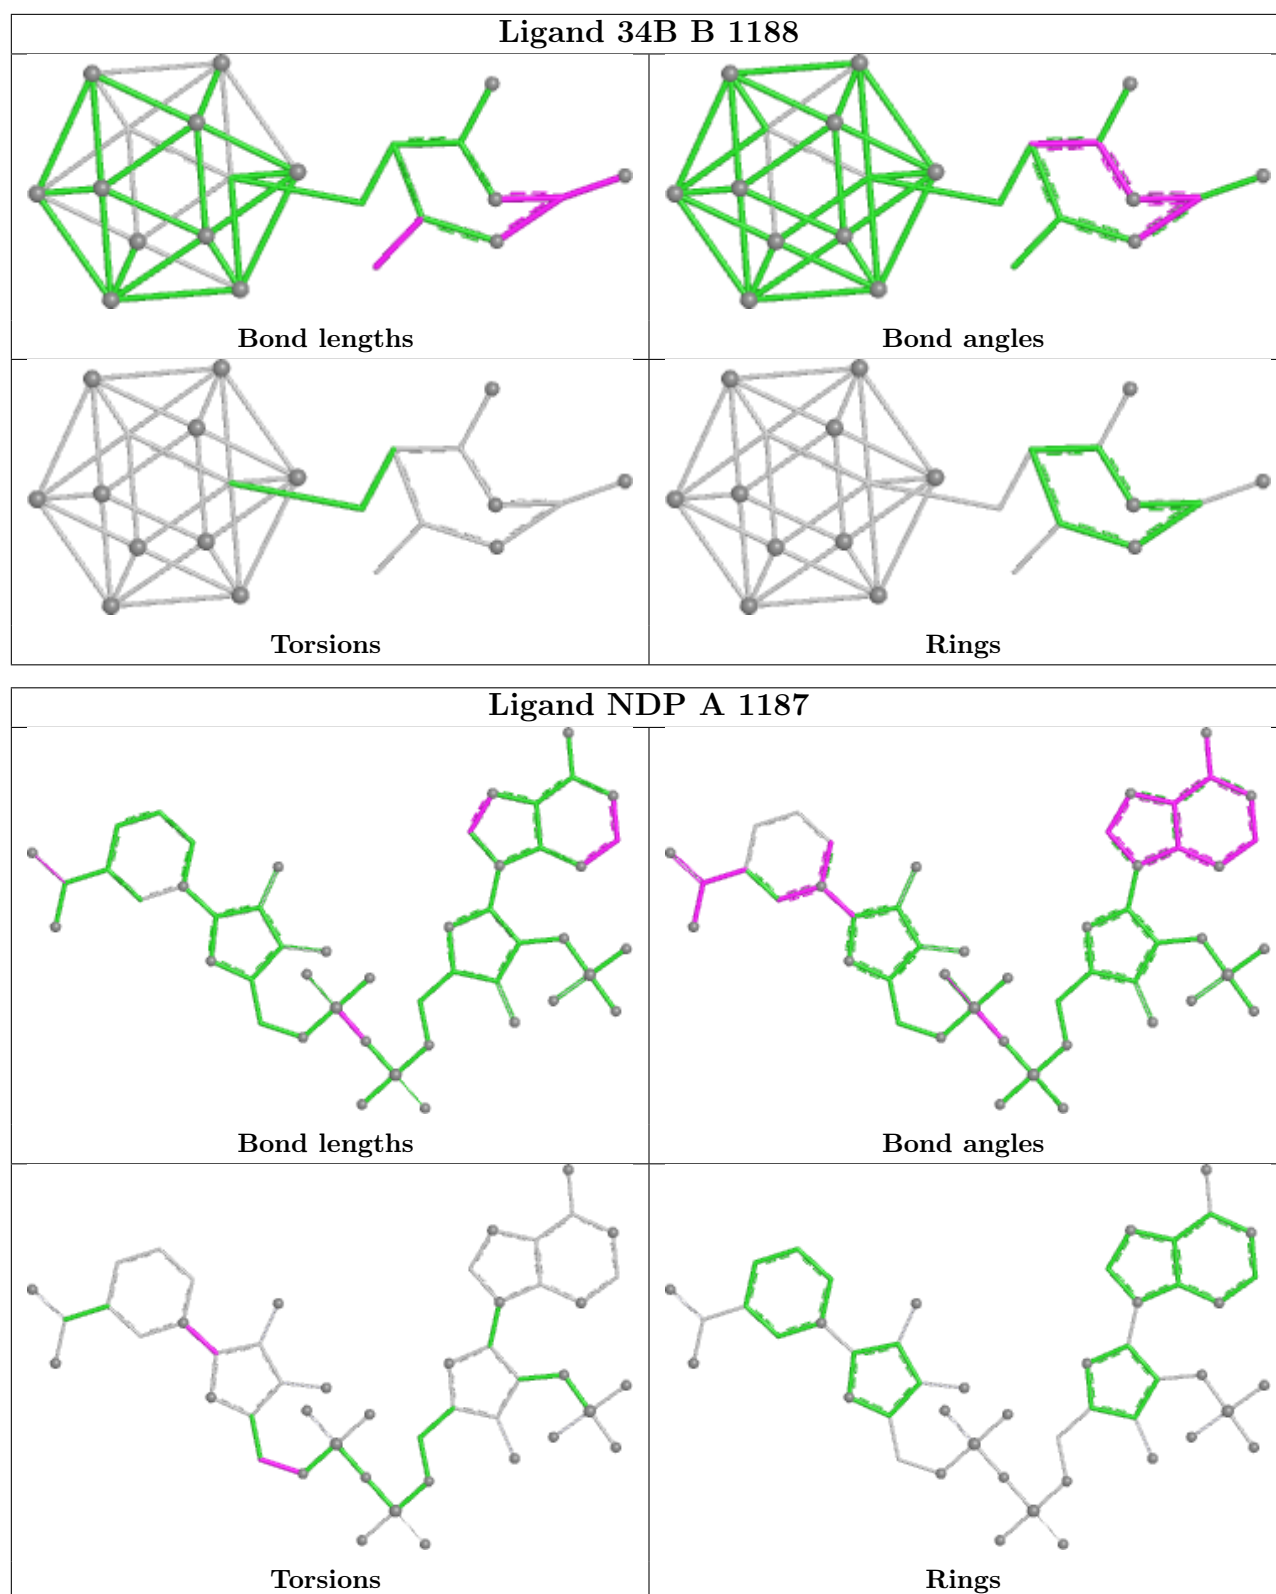 Ligand 34B B 1188
Bond lengths
Bond angles
Torsions
Rings
Ligand NDP A 1187
Bond lengths
Bond angles
Torsions
Rings